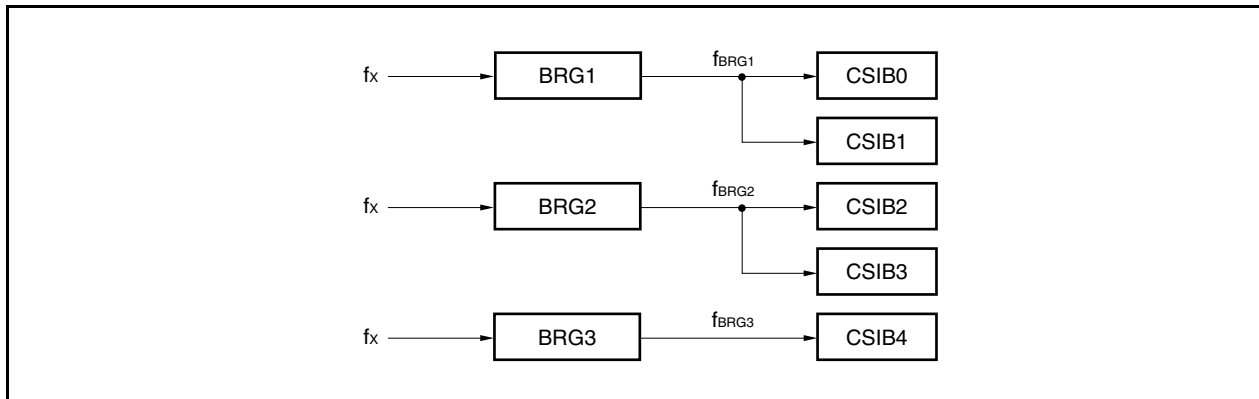 fX BRG1 fBRG1 CSIB0
CSIB1
fX BRG2 fBRG2 CSIB2
CSIB3
fX BRG3 fBRG3 CSIB4